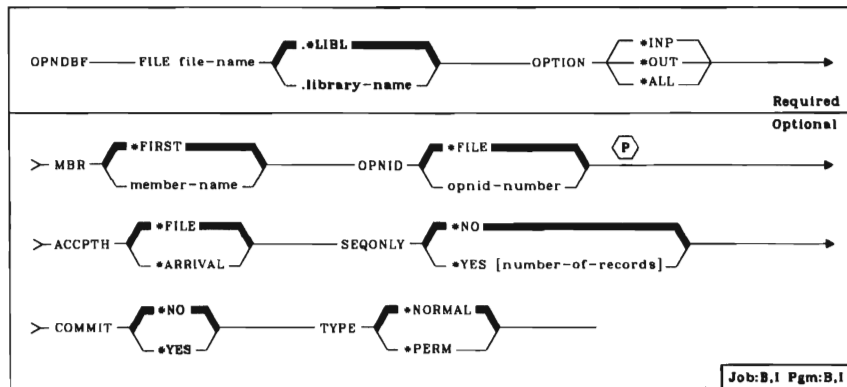 .*LIBL
*INP
OPNDBF FILE file-name OPTION *OUT
.library-name
*ALL
Required
Optional
*FIRST *FILE P
MBR OPNID
member-name opnid-number
*FILE *NO
ACCPTH SEQONLY
*ARRIVAL *YES [number-of-records]
*NO *NORMAL
COMMIT TYPE
*YES *PERM
Job:B,I Pgm:B,I